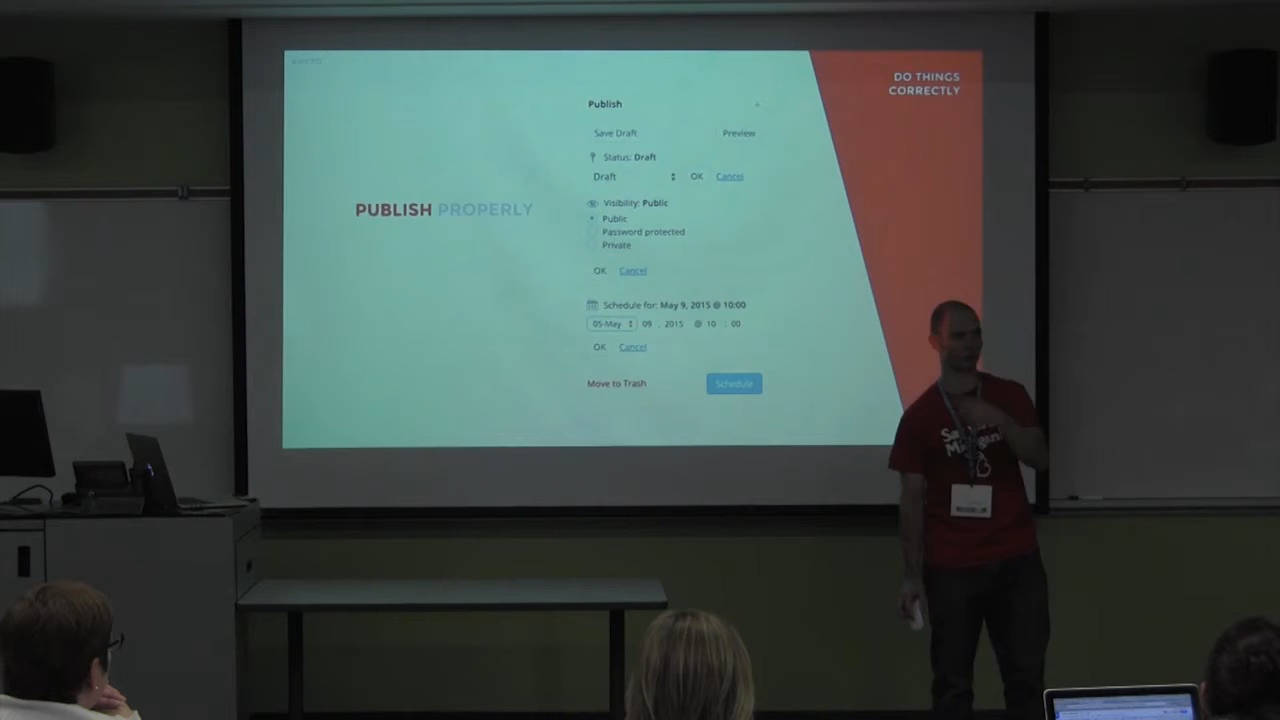 DO THINGS
CORRECTLY
PUBLISH PROPERLY
Publish
Save Draft Preview
Status: Draft
Draft OK Cancel
Visibility: Public
Public
Password protected
Private
OK Cancel
Schedule for: May 9, 2015 @ 10:00
05-May 09 , 2015 @ 10 : 00
OK Cancel
Move to Trash Schedule